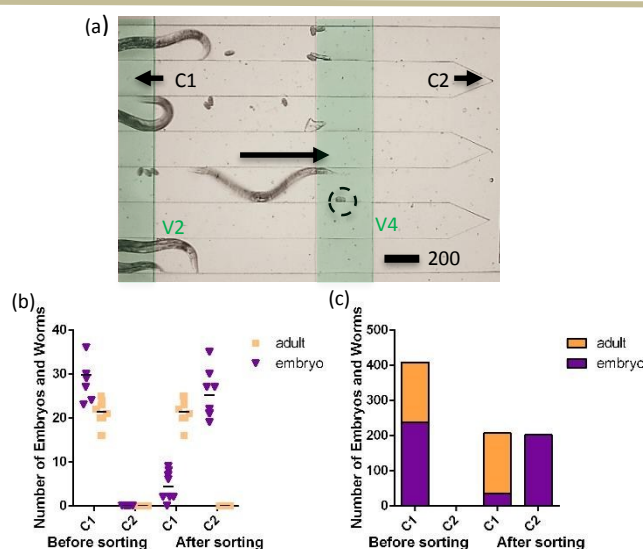 (a)
C1
C2
V2
V4
200
(b)
Number of Embryos and Worms
40
30
20
10
0
adult
embryo
C1
C2
C1
C2
Before sorting
After sorting
(c)
Number of Embryos and Worms
500
400
300
200
100
0
adult
embryo
C1
C2
C1
C2
Before sorting
After sorting